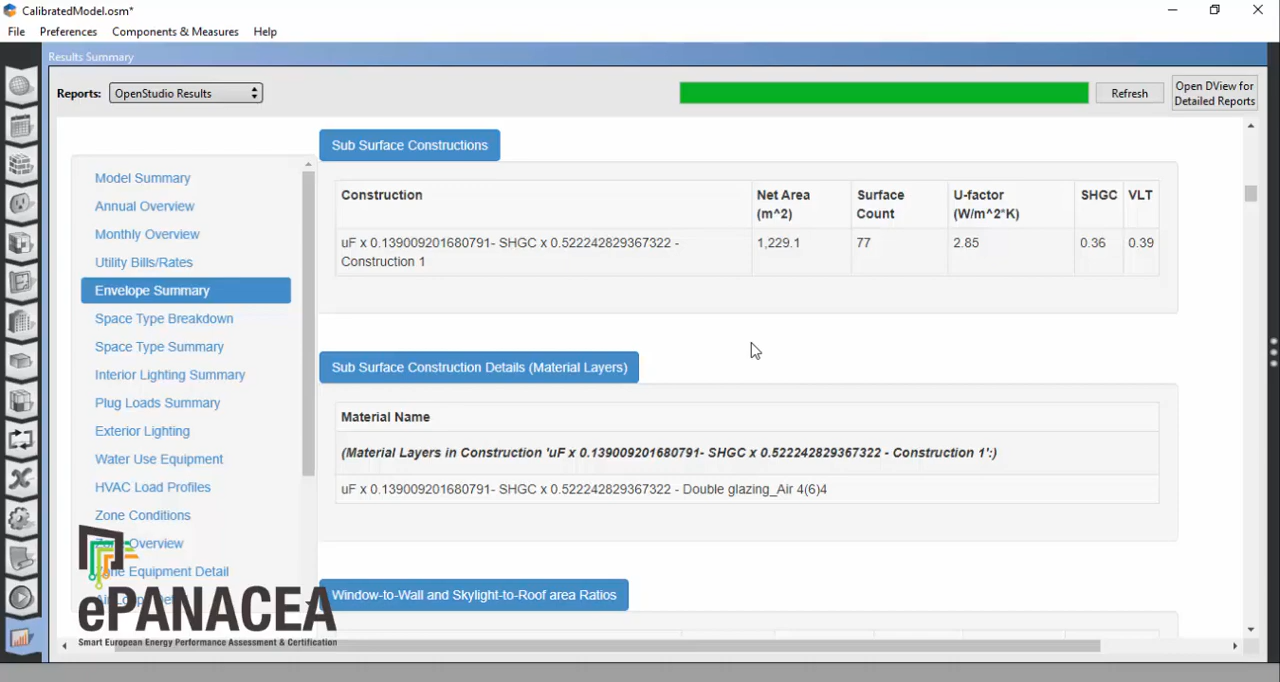 CalibratedModel.osm*
File Preferences Components & Measures Help
Results Summary
Reports: OpenStudio Results Refresh Open DView for
Detailed Reports
Model Summary
Annual Overview
Monthly Overview
Utility Bills/Rates
Envelope Summary
Space Type Breakdown
Space Type Summary
Interior Lighting Summary
Plug Loads Summary
Exterior Lighting
Water Use Equipment
HVAC Load Profiles
Zone Conditions
Overview
Equipment Detail
Sub Surface Constructions
Construction Net Area
(m^2) Surface
Count U-factor
(W/m^2*K) SHGC VLT
uF x 0.139009201680791- SHGC x 0.522242829367322 -
Construction 1 1,229.1 77 2.85 0.36 0.39
Sub Surface Construction Details (Material Layers)
Material Name
(Material Layers in Construction 'uF x 0.139009201680791- SHGC x 0.522242829367322 - Construction 1':)
uF x 0.139009201680791- SHGC x 0.522242829367322 - Double glazing_Air 4(6)4
Window-to-Wall and Skylight-to-Roof area Ratios
ePANACEA
Smart European Energy Performance Assessment & Certification